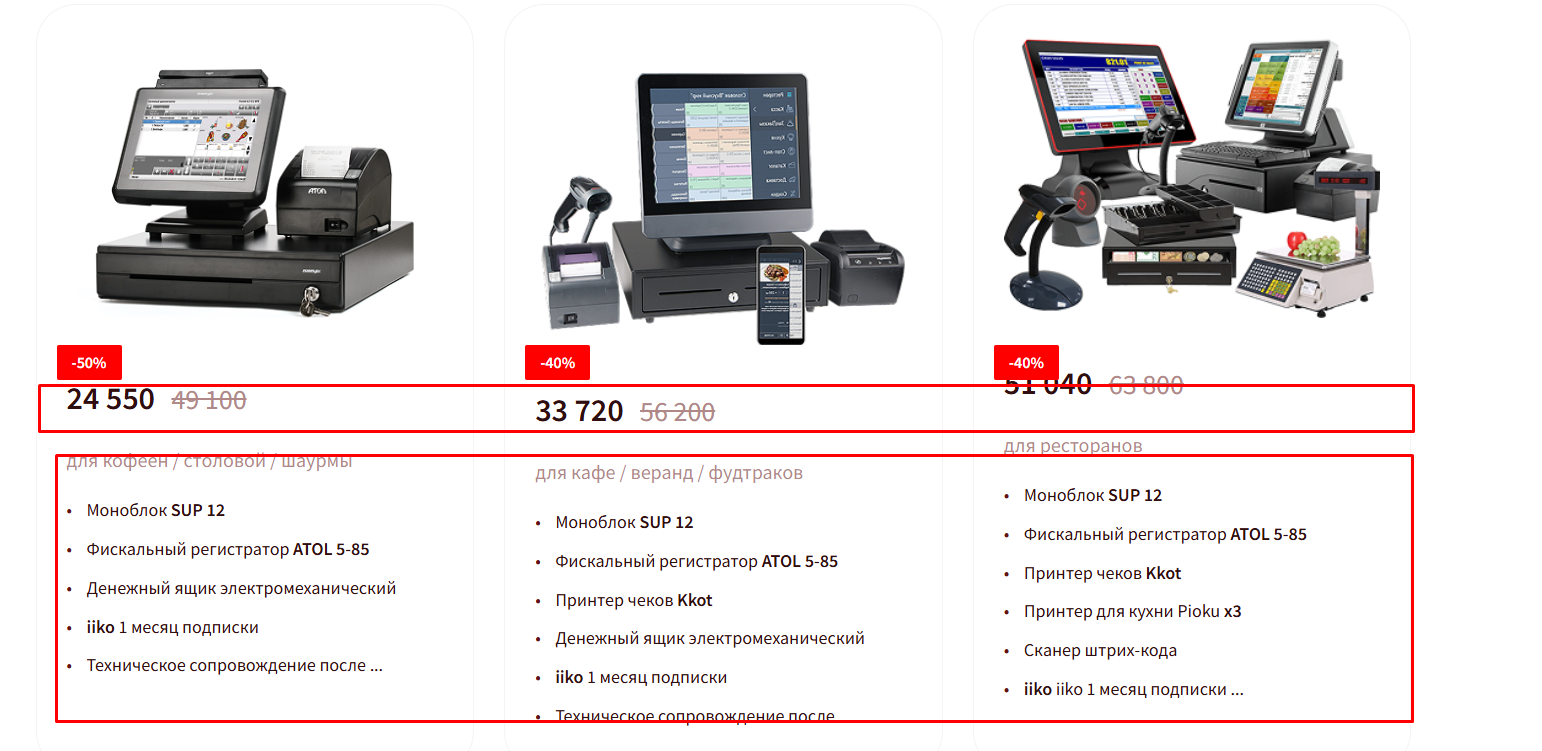 -50%
24 550 49 100
для кофеен / столовой / шаурмы
• Моноблок SUP 12
• Фискальный регистратор ATOL 5-85
• Денежный ящик электромеханический
• iiko 1 месяц подписки
• Техническое сопровождение после ...
-40%
33 720 56 200
для кафе / веранд / фудтраков
• Моноблок SUP 12
• Фискальный регистратор ATOL 5-85
• Принтер чеков Kkot
• Денежный ящик электромеханический
• iiko 1 месяц подписки
• Техническое сопровождение после
-40%
51 040 63 800
для ресторанов
• Моноблок SUP 12
• Фискальный регистратор ATOL 5-85
• Принтер чеков Kkot
• Принтер для кухни Pioku x3
• Сканер штрих-кода
• iiko iiko 1 месяц подписки ...